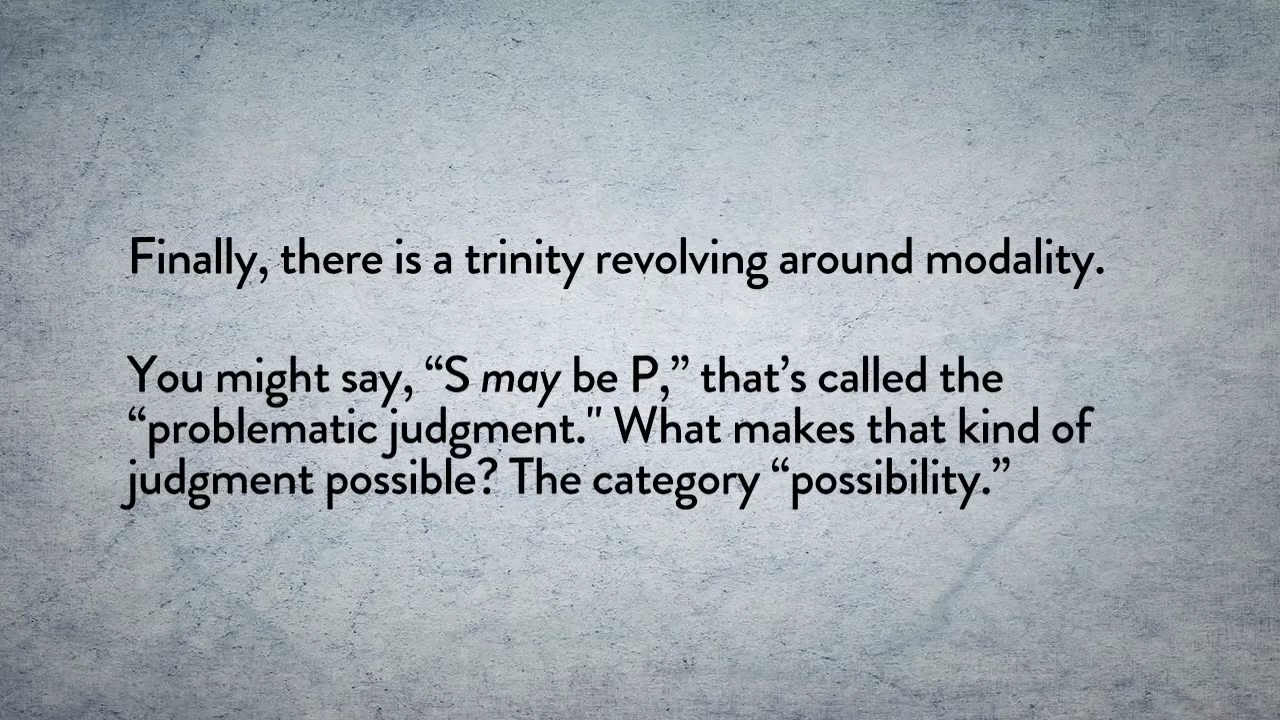 Finally, there is a trinity revolving around modality.
You might say, “S may be P,” that’s called the
“problematic judgment." What makes that kind of
judgment possible? The category “possibility.”